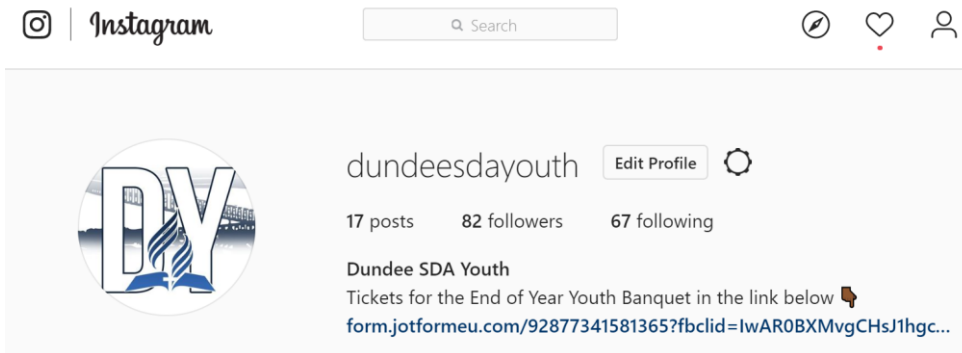 Instagram
Search
DY
dundeesdayouth Edit Profile
17 posts 82 followers 67 following
Dundee SDA Youth
Tickets for the End of Year Youth Banquet in the link below 👇🏾
form.jotformeu.com/92877341581365?fbclid=IwAR0BXMvgCHsJ1hgc...